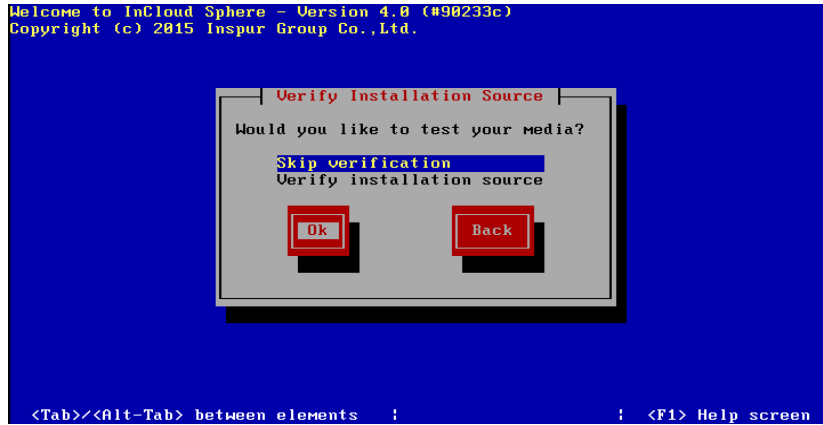 Welcome to InCloud Sphere - Version 4.0 (#90233c)
Copyright (c) 2015 Inspur Group Co.,Ltd.
Verify Installation Source
Would you like to test your media?
Skip verification
Verify installation source
Ok Back
<Tab>/<Alt-Tab> between elements ¦ ¦ <F1> Help screen